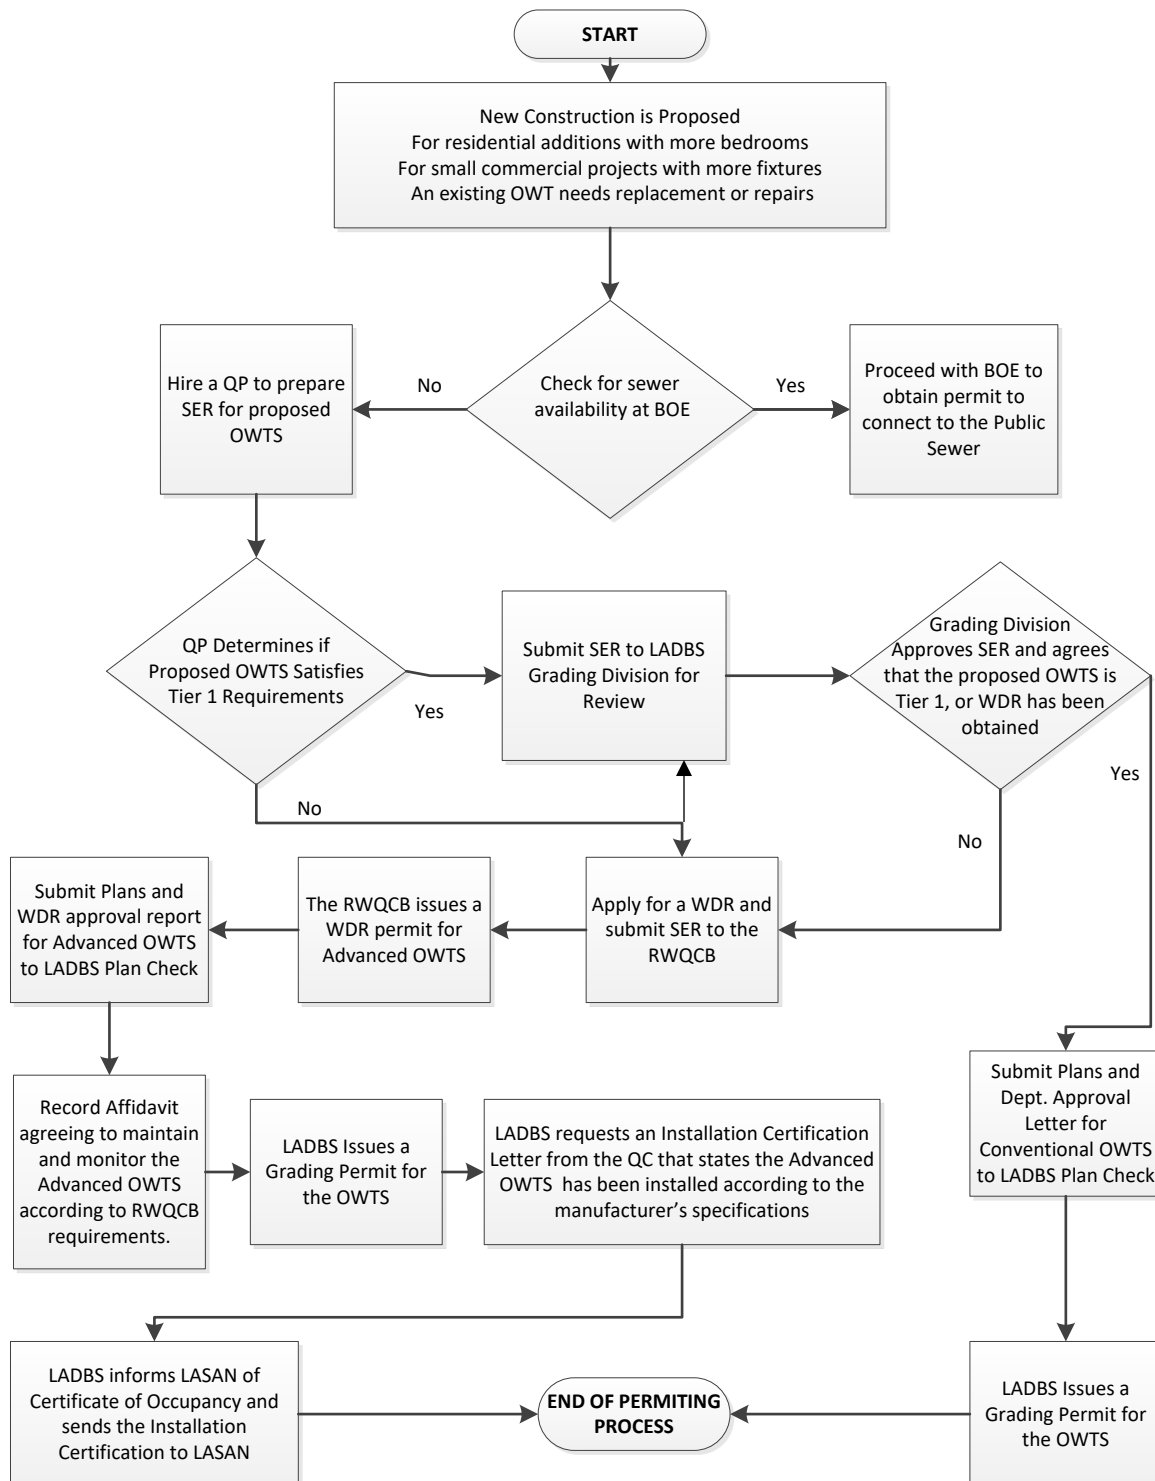 START
New Construction is Proposed
For residential additions with more bedrooms
For small commercial projects with more fixtures
An existing OWT needs replacement or repairs
Hire a QP to prepare
SER for proposed
OWTS
No
Check for sewer
availability at BOE
Yes
Proceed with BOE to
obtain permit to
connect to the Public
Sewer
QP Determines if
Proposed OWTS Satisfies
Tier 1 Requirements
Yes
No
Submit SER to LADBS
Grading Division for
Review
Grading Division
Approves SER and agrees
that the proposed OWTS is
Tier 1, or WDR has been
obtained
Yes
No
Submit Plans and
WDR approval report
for Advanced OWTS
to LADBS Plan Check
The RWQCB issues a
WDR permit for
Advanced OWTS
Apply for a WDR and
submit SER to the
RWQCB
Record Affidavit
agreeing to maintain
and monitor the
Advanced OWTS
according to RWQCB
requirements.
LADBS Issues a
Grading Permit for
the OWTS
LADBS requests an Installation Certification
Letter from the QC that states the Advanced
OWTS has been installed according to the
manufacturer’s specifications
Submit Plans and
Dept. Approval
Letter for
Conventional OWTS
to LADBS Plan Check
LADBS informs LASAN of
Certificate of Occupancy and
sends the Installation
Certification to LASAN
END OF PERMITING
PROCESS
LADBS Issues a
Grading Permit for
the OWTS